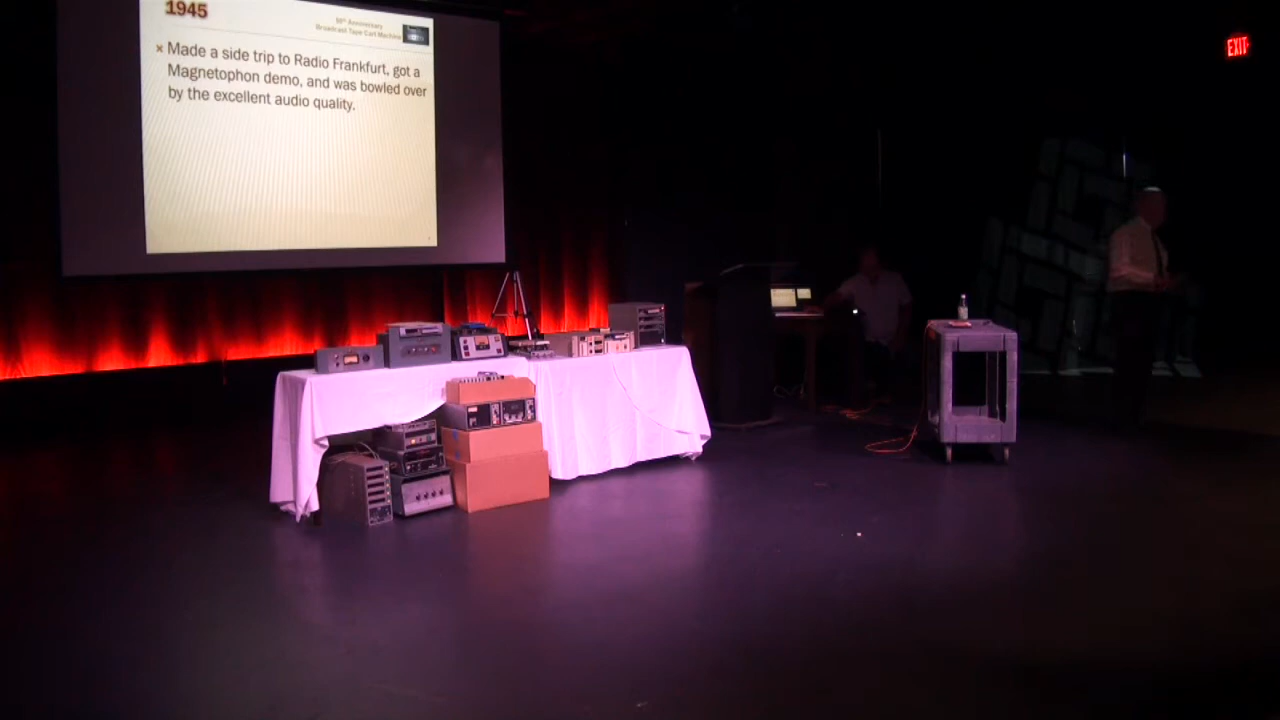 1945
50th Anniversary
Broadcast Tape Cart Machine
Made a side trip to Radio Frankfurt, got a
Magnetophon demo, and was bowled over
by the excellent audio quality.
EXIT